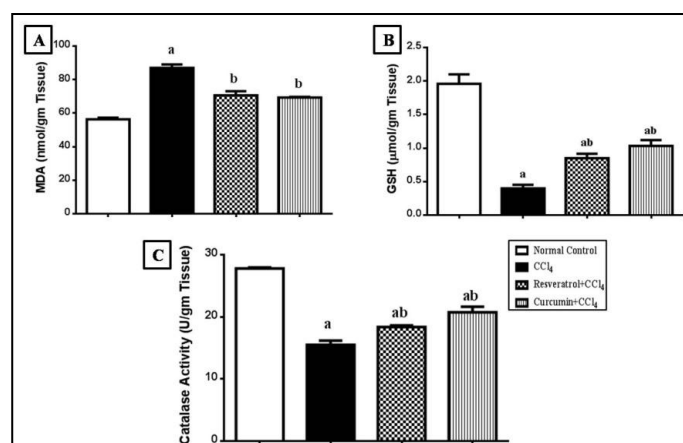 A
MDA (nmol/gm Tissue)
100
80
60
40
20
0
a
b
b
B
GSH (μmol/gm Tissue)
2.5
2.0
1.5
1.0
0.5
0.0
a
ab
ab
C
Catalase Activity (U/gm Tissue)
30
20
10
0
a
ab
ab
Normal Control
CCl₄
Resveratrol+CCl₄
Curcumin+CCl₄